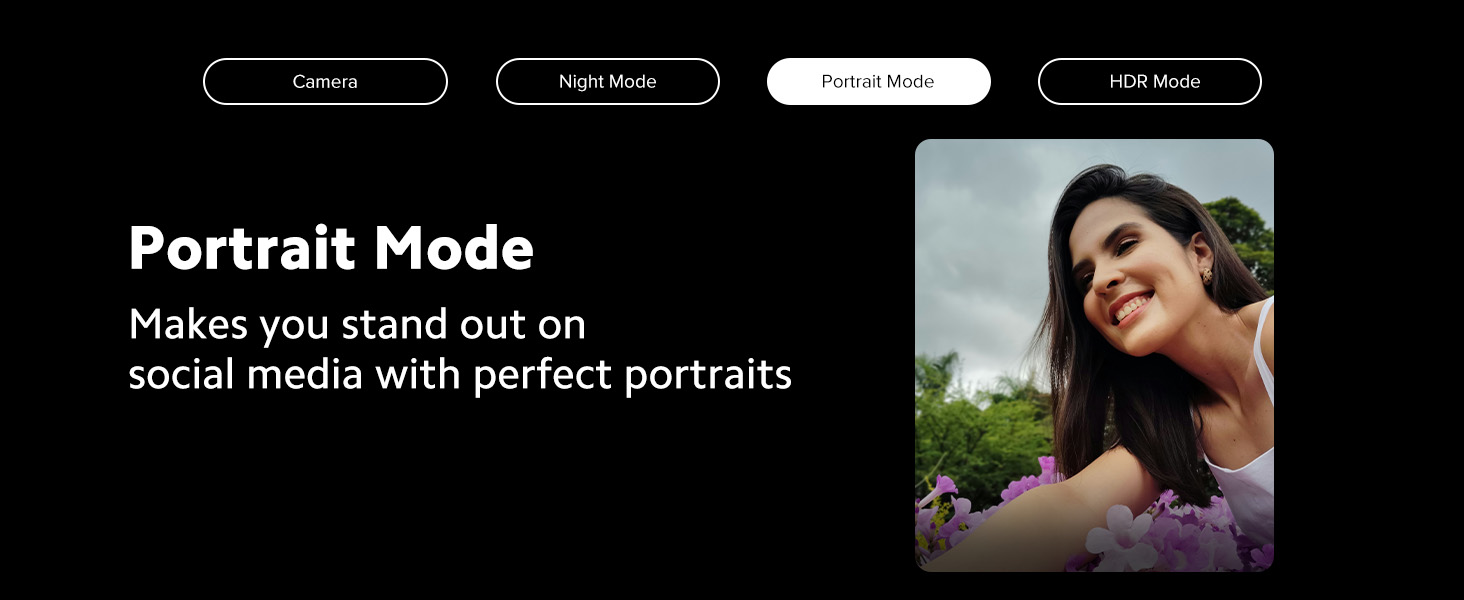 Camera
Night Mode
Portrait Mode
HDR Mode
Portrait Mode
Makes you stand out on
social media with perfect portraits